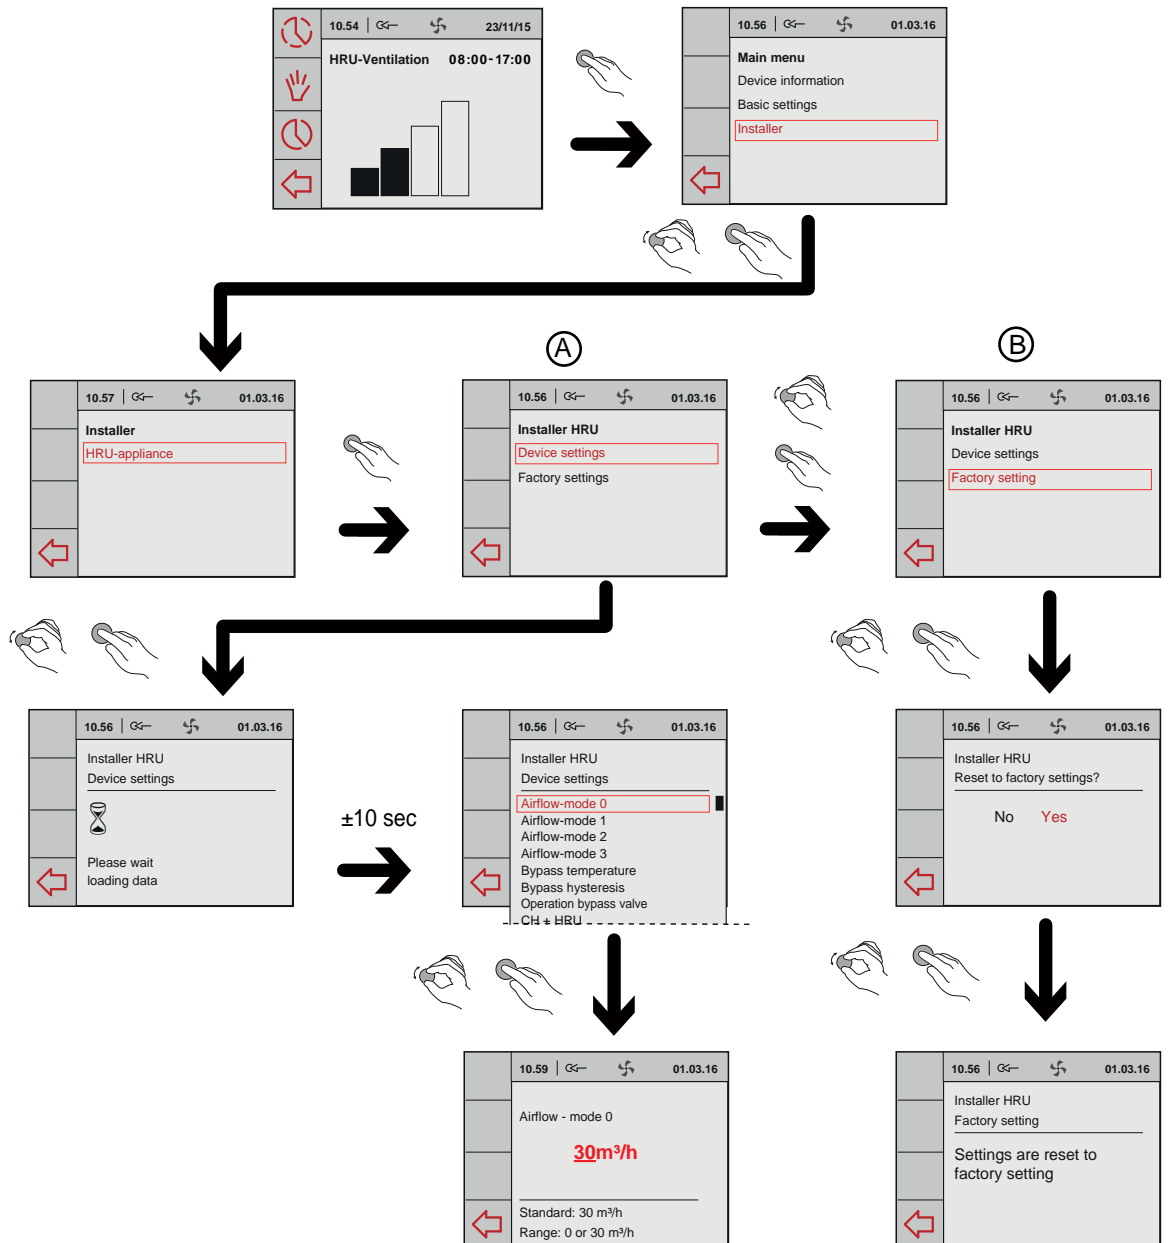 10.54 23/11/15
HRU-Ventilation 08:00-17:00
10.56 01.03.16
Main menu
Device information
Basic settings
Installer
A
B
10.57 01.03.16
Installer
HRU-appliance
10.56 01.03.16
Installer HRU
Device settings
Factory settings
10.56 01.03.16
Installer HRU
Device settings
Factory setting
10.56 01.03.16
Installer HRU
Device settings
Please wait
loading data
±10 sec
10.56 01.03.16
Installer HRU
Device settings
Airflow-mode 0
Airflow-mode 1
Airflow-mode 2
Airflow-mode 3
Bypass temperature
Bypass hysteresis
Operation bypass valve
CH + HRU
10.56 01.03.16
Installer HRU
Reset to factory settings?
No Yes
10.59 01.03.16
Airflow - mode 0
30m³/h
Standard: 30 m³/h
Range: 0 or 30 m³/h
10.56 01.03.16
Installer HRU
Factory setting
Settings are reset to
factory setting